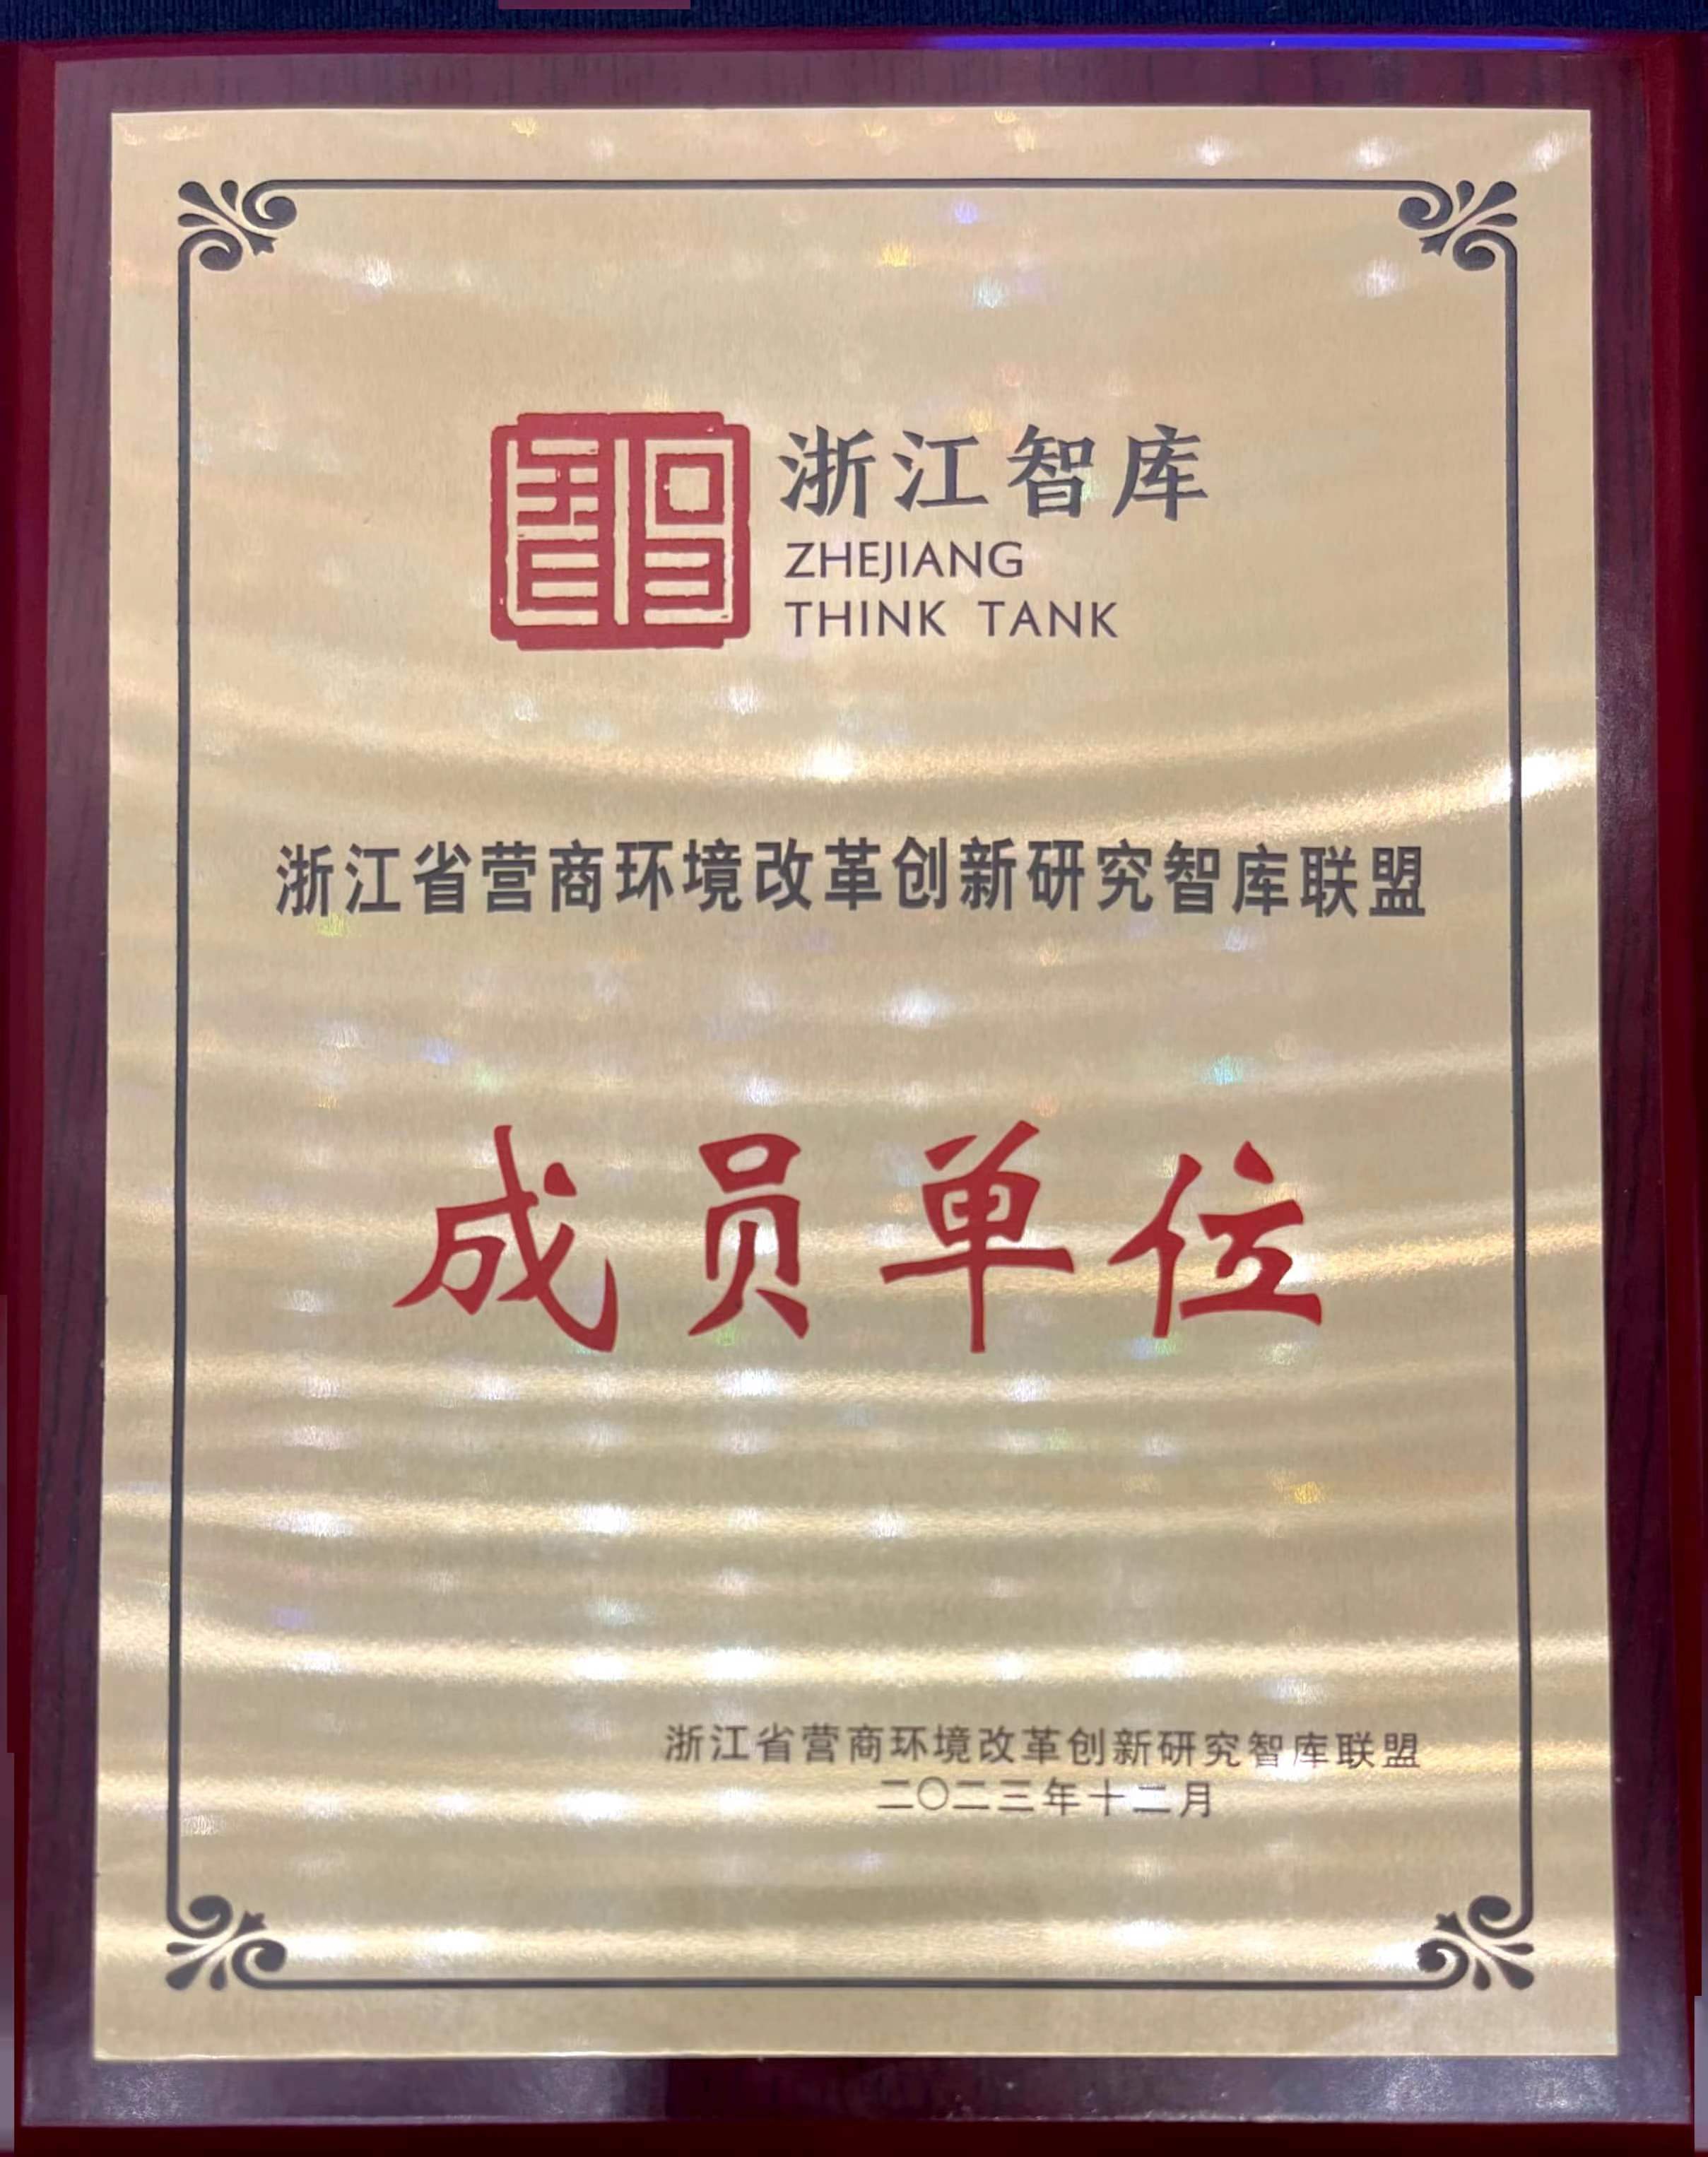 浙江智库
ZHEJIANG
THINK TANK
浙江省营商环境改革创新研究智库联盟
成员单位
浙江省营商环境改革创新研究智库联盟
二〇二三年十二月